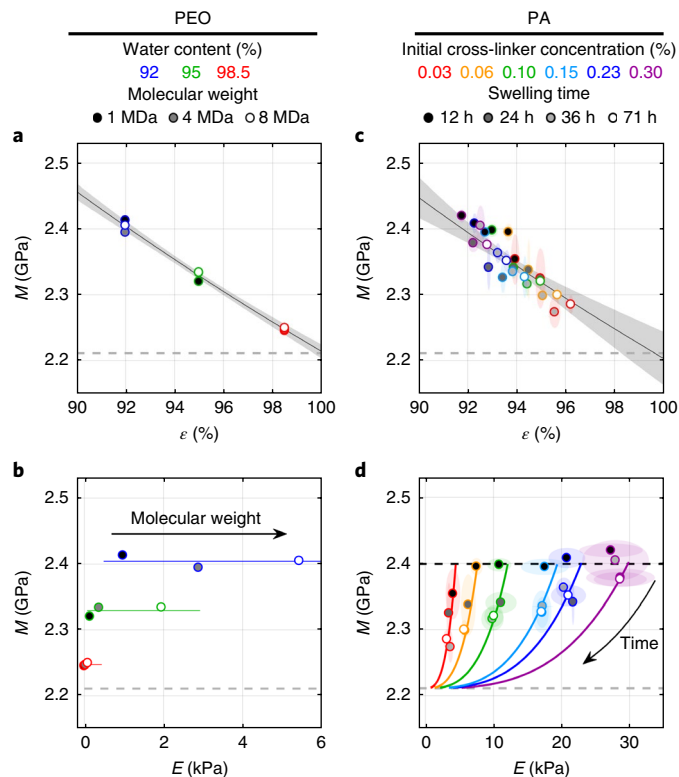 PEO
Water content (%)
92 95 98.5
Molecular weight
1 MDa 4 MDa 8 MDa
PA
Initial cross-linker concentration (%)
0.03 0.06 0.10 0.15 0.23 0.30
Swelling time
12 h 24 h 36 h 71 h
a
2.5
2.4
2.3
2.2
M (GPa)
90 92 94 96 98 100
ε (%)
c
2.5
2.4
2.3
2.2
M (GPa)
90 92 94 96 98 100
ε (%)
b
2.5
2.4
2.3
2.2
M (GPa)
Molecular weight
0 2 4 6
E (kPa)
d
2.5
2.4
2.3
2.2
M (GPa)
Time
0 10 20 30 35
E (kPa)